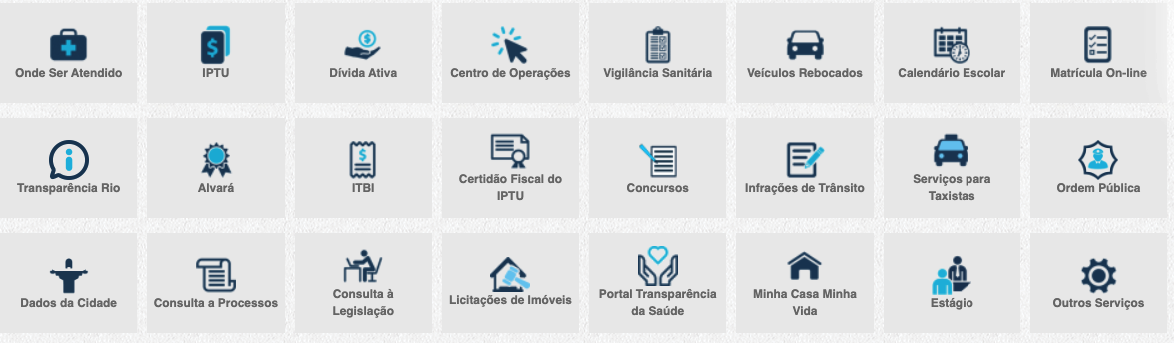 Onde Ser Atendido
IPTU
Dívida Ativa
Centro de Operações
Vigilância Sanitária
Veículos Rebocados
Calendário Escolar
Matrícula On-line
Transparência Rio
Alvará
ITBI
Certidão Fiscal do
IPTU
Concursos
Infrações de Trânsito
Serviços para
Taxistas
Ordem Pública
Dados da Cidade
Consulta a Processos
Consulta à
Legislação
Licitações de Imóveis
Portal Transparência
da Saúde
Minha Casa Minha
Vida
Estágio
Outros Serviços